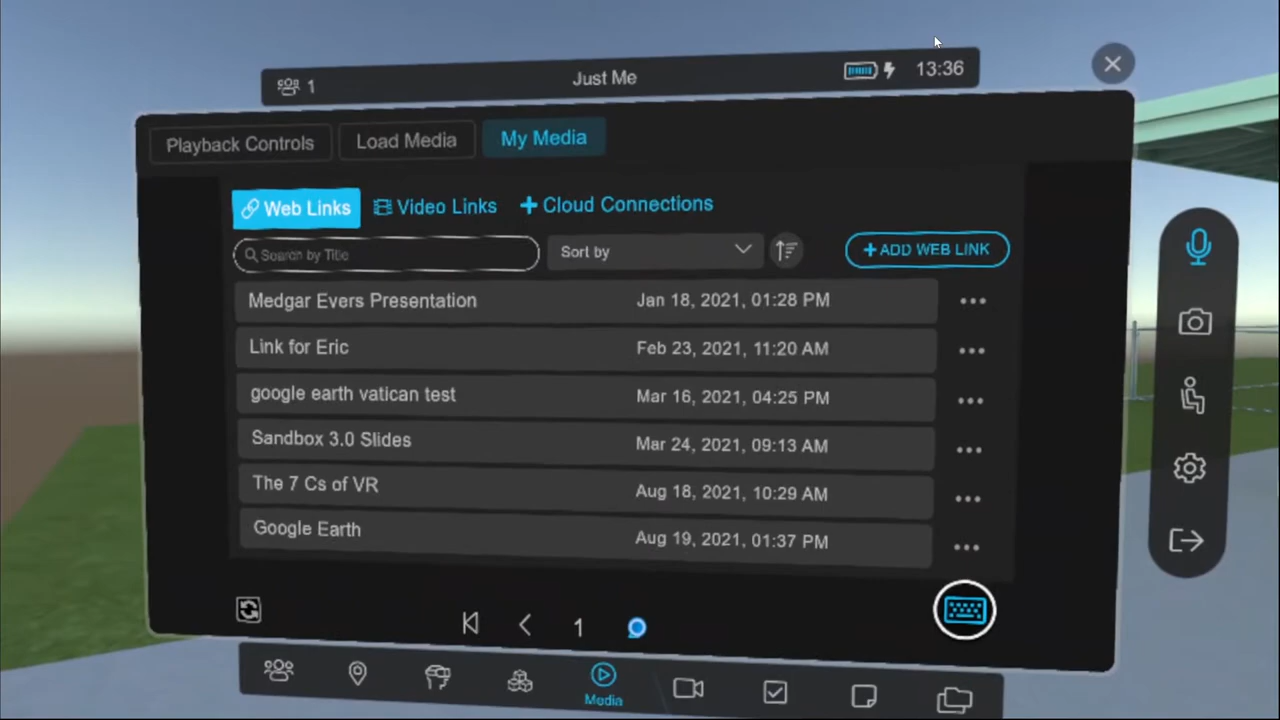 1 Just Me 13:36
Playback Controls Load Media My Media
Web Links Video Links + Cloud Connections
Search by Title Sort by + ADD WEB LINK
Medgar Evers Presentation Jan 18, 2021, 01:28 PM
Link for Eric Feb 23, 2021, 11:20 AM
google earth vatican test Mar 16, 2021, 04:25 PM
Sandbox 3.0 Slides Mar 24, 2021, 09:13 AM
The 7 Cs of VR Aug 18, 2021, 10:29 AM
Google Earth Aug 19, 2021, 01:37 PM
1
Media